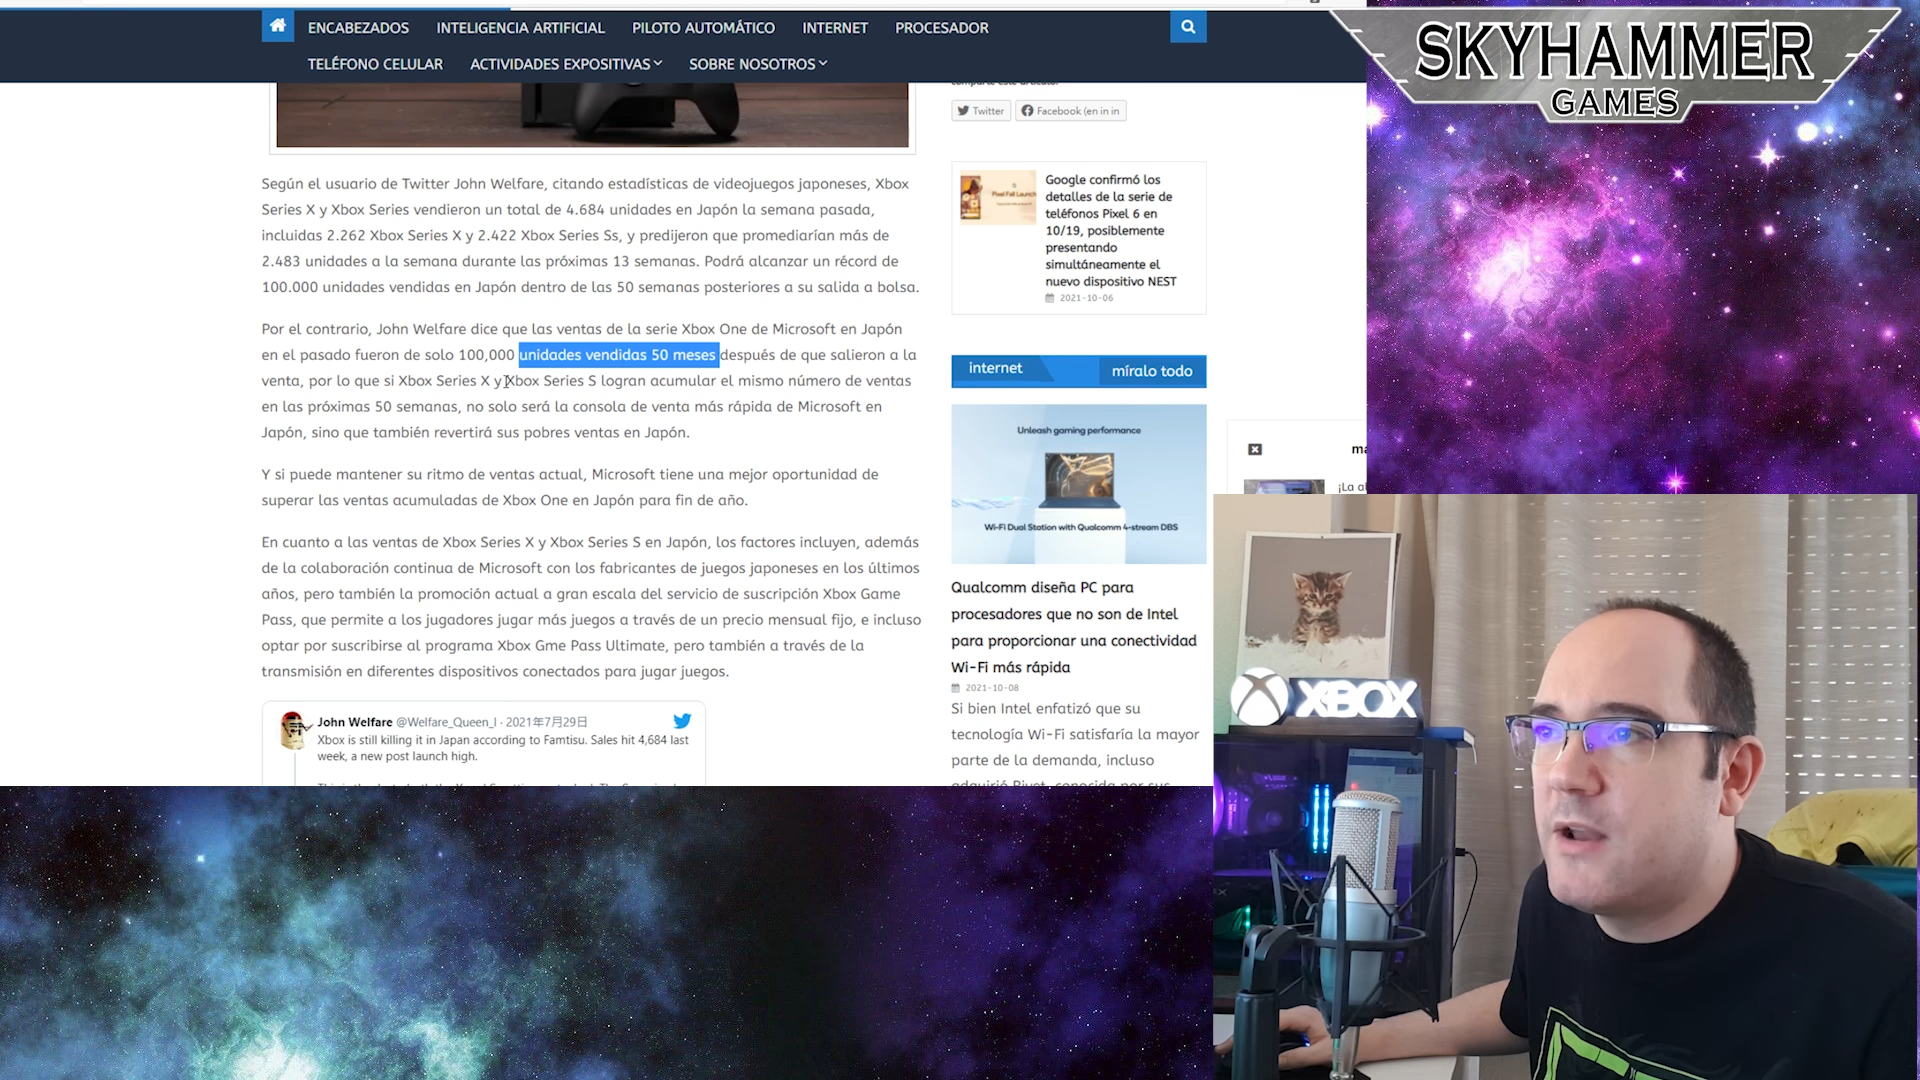 ENCABEZADOS INTELIGENCIA ARTIFICIAL PILOTO AUTOMÁTICO INTERNET PROCESADOR
TELÉFONO CELULAR ACTIVIDADES EXPOSITIVAS SOBRE NOSOTROS
SKYHAMMER
GAMES
Según el usuario de Twitter John Welfare, citando estadísticas de videojuegos japoneses, Xbox
Series X y Xbox Series vendieron un total de 4.684 unidades en Japón la semana pasada,
incluidas 2.262 Xbox Series X y 2.422 Xbox Series Ss, y predijeron que promediarían más de
2.483 unidades a la semana durante las próximas 13 semanas. Podrá alcanzar un récord de
100.000 unidades vendidas en Japón dentro de las 50 semanas posteriores a su salida a bolsa.
Por el contrario, John Welfare dice que las ventas de la serie Xbox One de Microsoft en Japón
en el pasado fueron de solo 100,000 unidades vendidas 50 meses después de que salieron a la
venta, por lo que si Xbox Series X y Xbox Series S logran acumular el mismo número de ventas
en las próximas 50 semanas, no solo será la consola de venta más rápida de Microsoft en
Japón, sino que también revertirá sus pobres ventas en Japón.
Y si puede mantener su ritmo de ventas actual, Microsoft tiene una mejor oportunidad de
superar las ventas acumuladas de Xbox One en Japón para fin de año.
En cuanto a las ventas de Xbox Series X y Xbox Series S en Japón, los factores incluyen, además
de la colaboración continua de Microsoft con los fabricantes de juegos japoneses en los últimos
años, pero también la promoción actual a gran escala del servicio de suscripción Xbox Game
Pass, que permite a los jugadores jugar más juegos a través de un precio mensual fijo, e incluso
optar por suscribirse al programa Xbox Gme Pass Ultimate, pero también a través de la
transmisión en diferentes dispositivos conectados para jugar juegos.
John Welfare @Welfare_Queen_I · 2021年7月29日
Xbox is still killing it in Japan according to Famtisu. Sales hit 4,684 last
week, a new post launch high.
comparte este artículo:
Twitter Facebook (en in in
Pixel Fall Launch
Google confirmó los
detalles de la serie de
teléfonos Pixel 6 en
10/19, posiblemente
presentando
simultáneamente el
nuevo dispositivo NEST
2021-10-06
internet míralo todo
Unleash gaming performance
Wi-Fi Dual Station with Qualcomm 4-stream DBS
Qualcomm diseña PC para
procesadores que no son de Intel
para proporcionar una conectividad
Wi-Fi más rápida
2021-10-08
Si bien Intel enfatizó que su
tecnología Wi-Fi satisfaría la mayor
parte de la demanda, incluso
adquirió Rivet, conocida por sus
XBOX